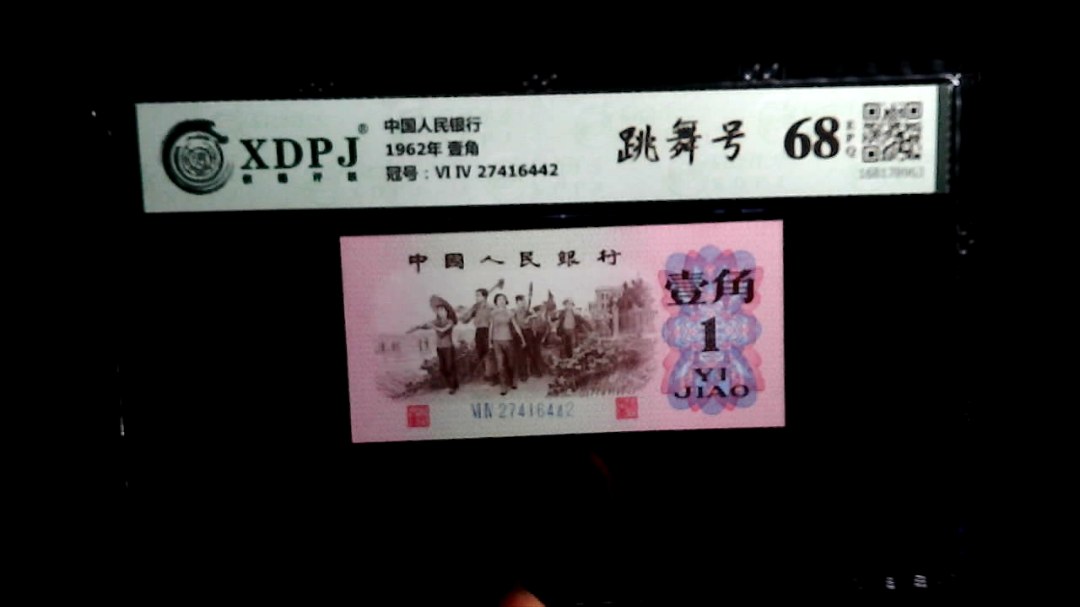 XDPJ®
中国人民银行
1962年 壹角
冠号：VI IV 27416442
跳舞号
68
EPQ
中國人民銀行
壹角
1
YI
JIAO
VI IV 27416442